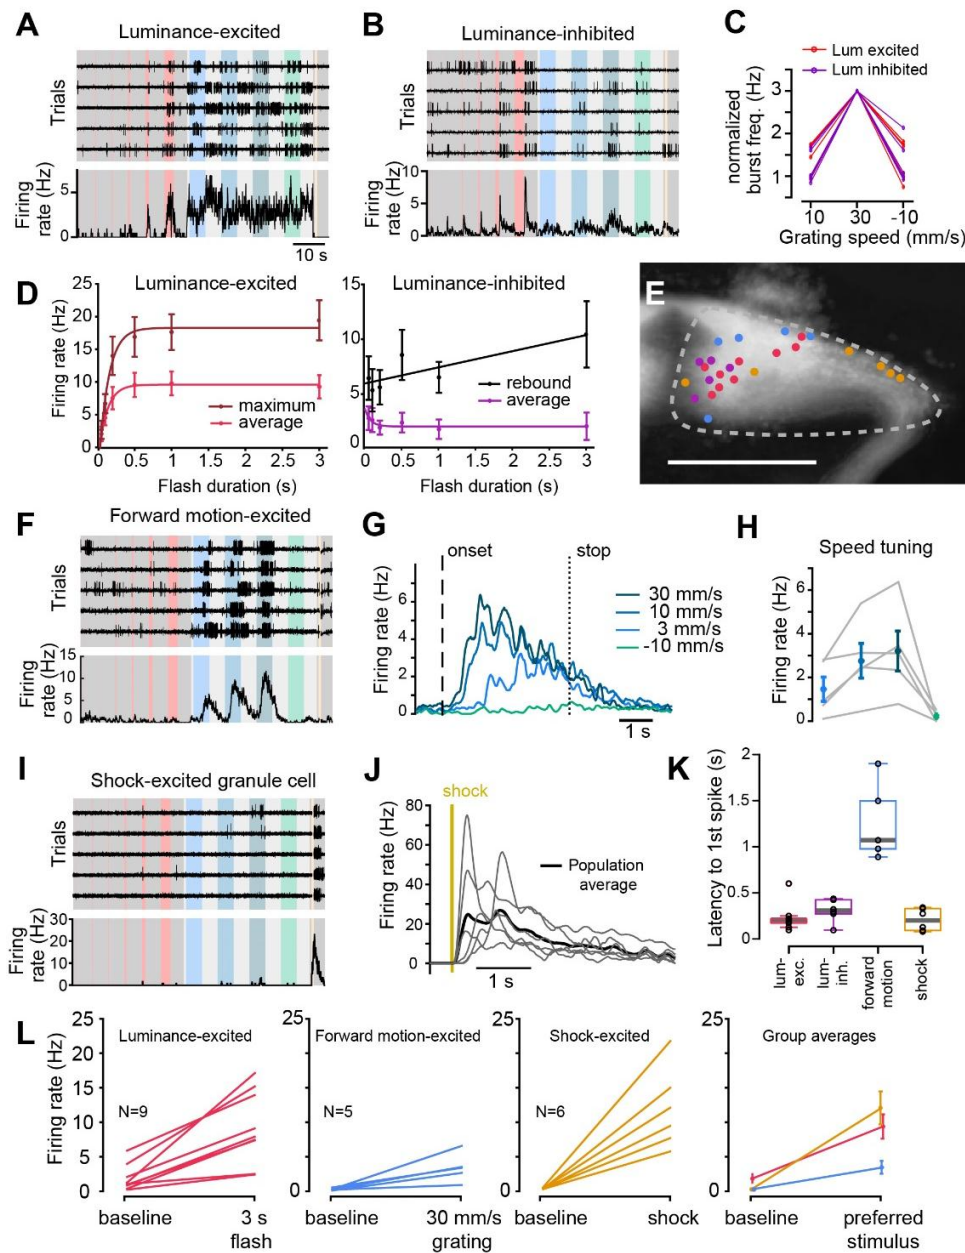 A
Luminance-excited
Trials
Firing
rate (Hz)
5
0
10 s
B
Luminance-inhibited
Trials
Firing
rate (Hz)
10
5
0
C
Lum excited
Lum inhibited
normalized
burst freq. (Hz)
3
2
1
10 30 -10
Grating speed (mm/s)
D
Luminance-excited
Firing rate (Hz)
25
20
15
10
5
0
maximum
average
0 0.5 1 1.5 2 2.5 3
Flash duration (s)
Luminance-inhibited
15
10
5
0
rebound
average
0 0.5 1 1.5 2 2.5 3
Flash duration (s)
E
F
Forward motion-excited
Trials
Firing
rate (Hz)
15
10
5
0
G
onset
stop
Firing rate (Hz)
6
4
2
0
30 mm/s
10 mm/s
3 mm/s
-10 mm/s
1 s
H
Speed tuning
Firing rate (Hz)
6
4
2
0
I
Shock-excited granule cell
Trials
Firing
rate (Hz)
30
20
10
0
J
shock
Firing rate (Hz)
80
60
40
20
0
Population
average
1 s
K
Latency to 1st spike (s)
2
1.5
1
0.5
0
lum-
exc.
lum-
inh.
forward
motion
shock
L
Firing rate (Hz)
25
20
15
10
5
0
Luminance-excited
N=9
baseline
3 s
flash
25
0
Forward motion-excited
N=5
baseline
30 mm/s
grating
25
0
Shock-excited
N=6
baseline
shock
25
0
Group averages
baseline
preferred
stimulus